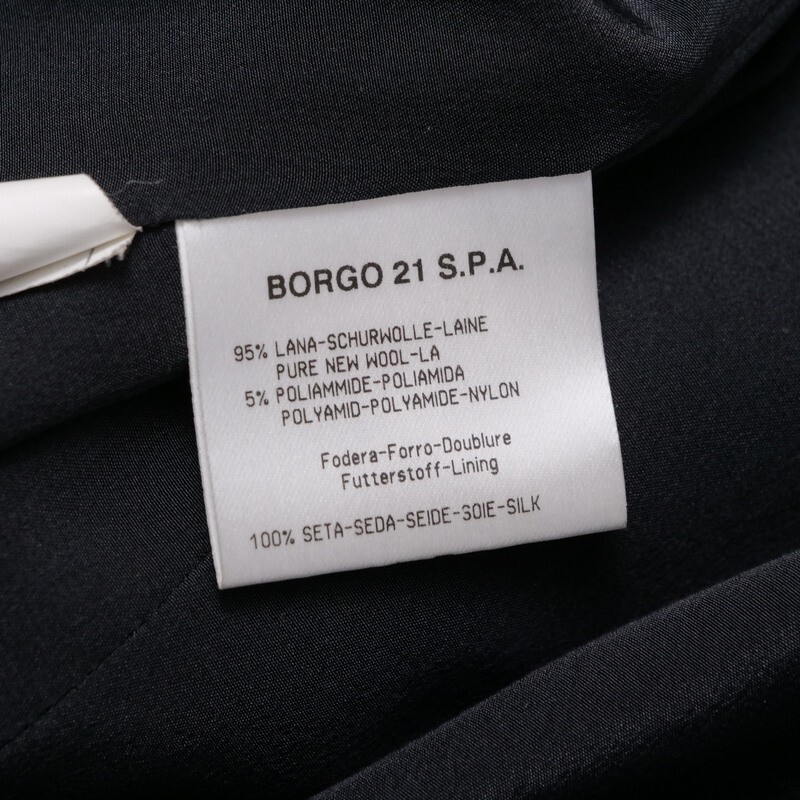 BORGO 21 S.P.A.
95% LANA-SCHURWOLLE-LAINE
PURE NEW WOOL-LA
5% POLIAMMIDE-POLIAMIDA
POLYAMID-POLYAMIDE-NYLON
Fodera-Forro-Doublure
Futterstoff-Lining
100% SETA-SEDA-SEIDE-SOIE-SILK